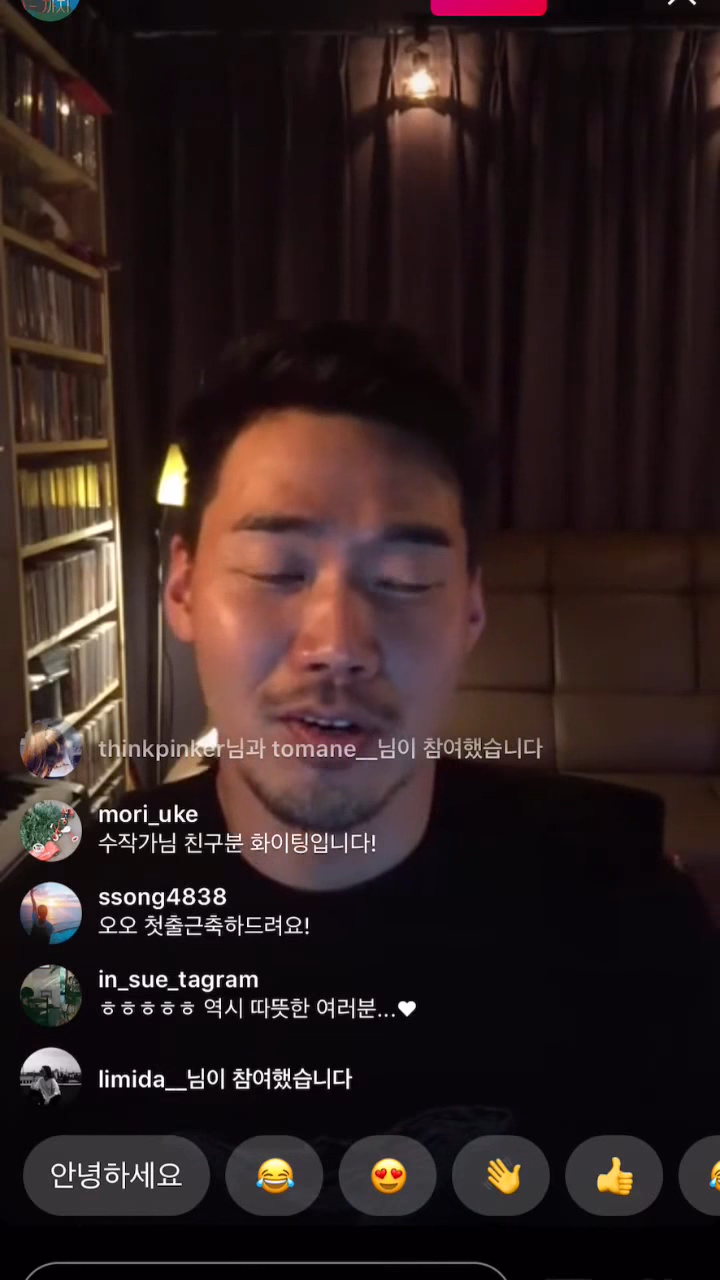 thinkpinker님과 tomane__님이 참여했습니다
mori_uke
수작가님 친구분 화이팅입니다!
ssong4838
오오 첫출근축하드려요!
in_sue_tagram
ㅎㅎㅎㅎㅎ 역시 따뜻한 여러분...♥
limida__님이 참여했습니다
안녕하세요